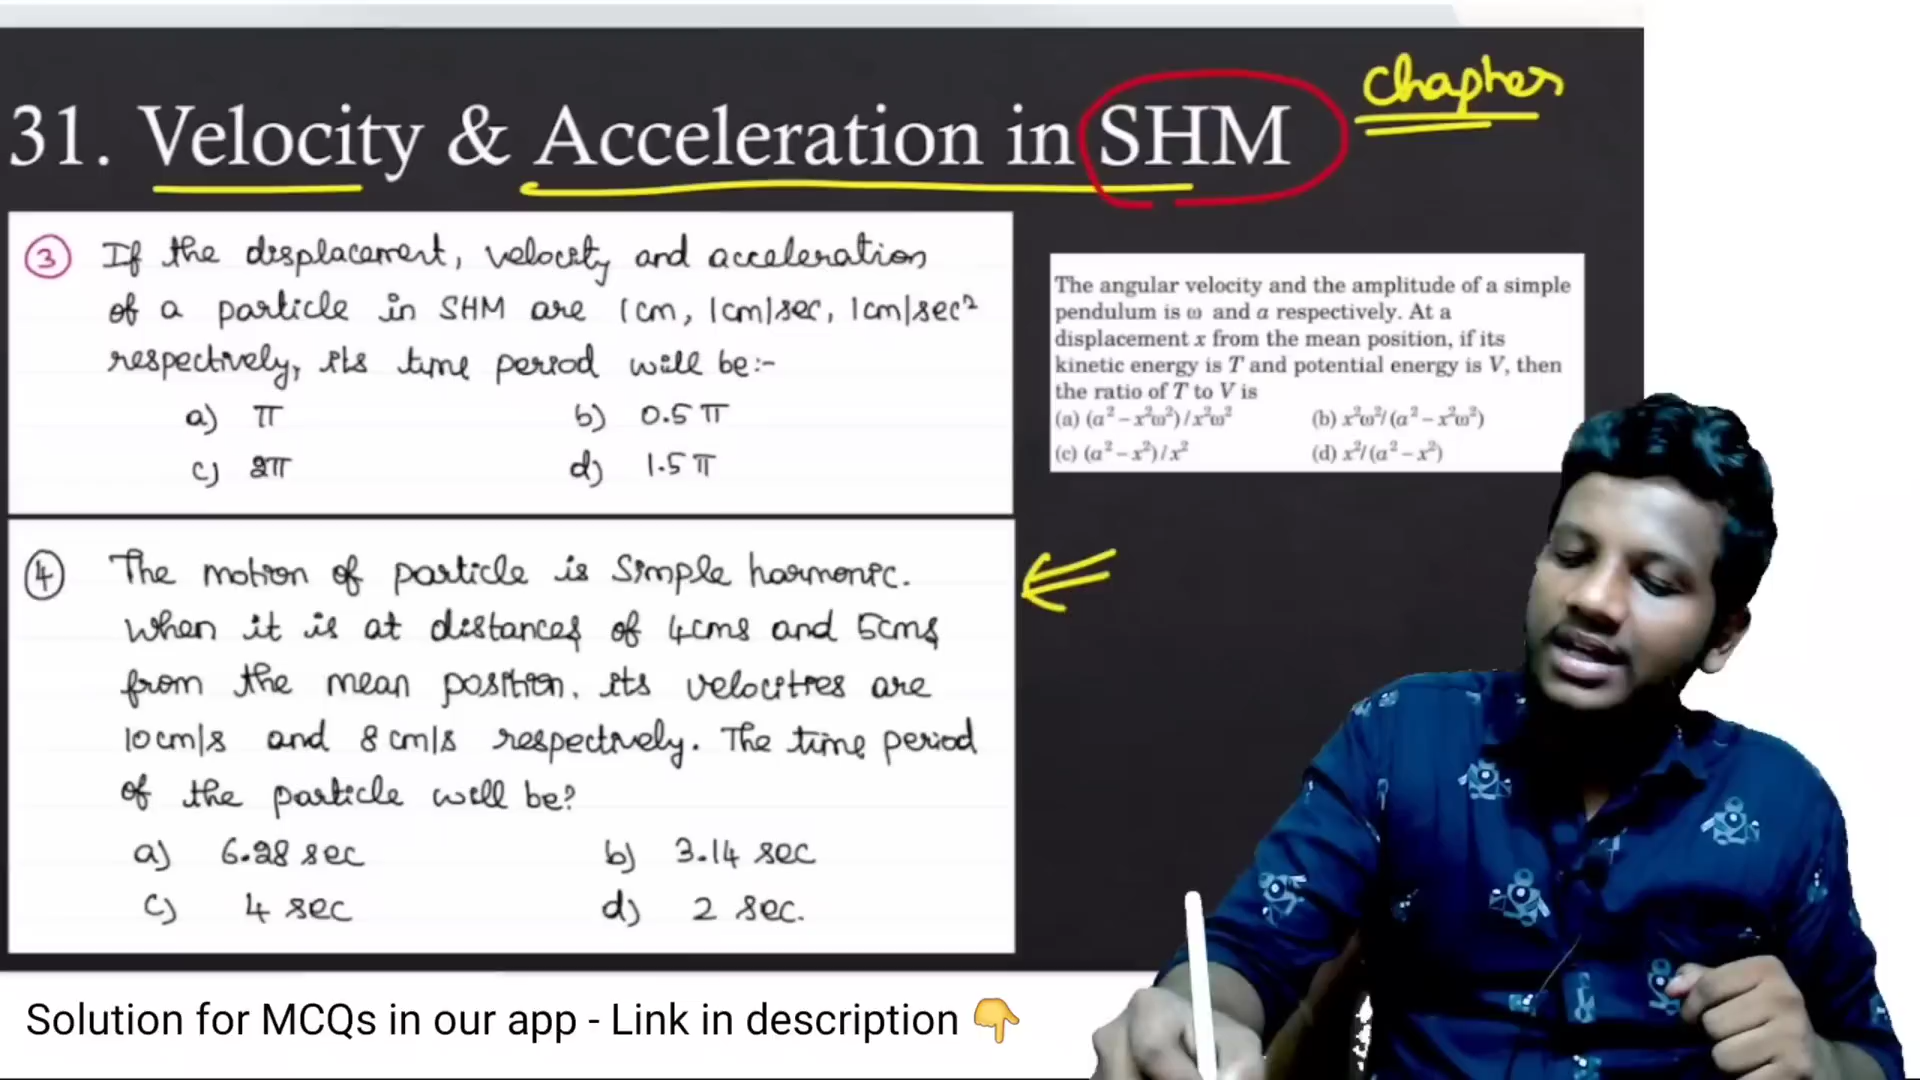 31. Velocity & Acceleration in SHM
Chapter
③ If the displacement, velocity and acceleration
of a particle in SHM are 1cm, 1cm/sec, 1cm/sec²
respectively, its time period will be:-
a) π b) 0.5 π
c) 2π d) 1.5 π
The angular velocity and the amplitude of a simple
pendulum is ω and a respectively. At a
displacement x from the mean position, if its
kinetic energy is T and potential energy is V, then
the ratio of T to V is
(a) (a² – x²ω²)/x²ω² (b) x²ω²/(a² – x²ω²)
(c) (a² – x²)/x² (d) x²/(a² – x²)
④ The motion of particle is Simple harmonic.
When it is at distances of 4cms and 5cms
from the mean position, its velocities are
10cm/s and 8cm/s respectively. The time period
of the particle will be?
a) 6.28 sec b) 3.14 sec
c) 4 sec d) 2 sec.
Solution for MCQs in our app - Link in description 👇